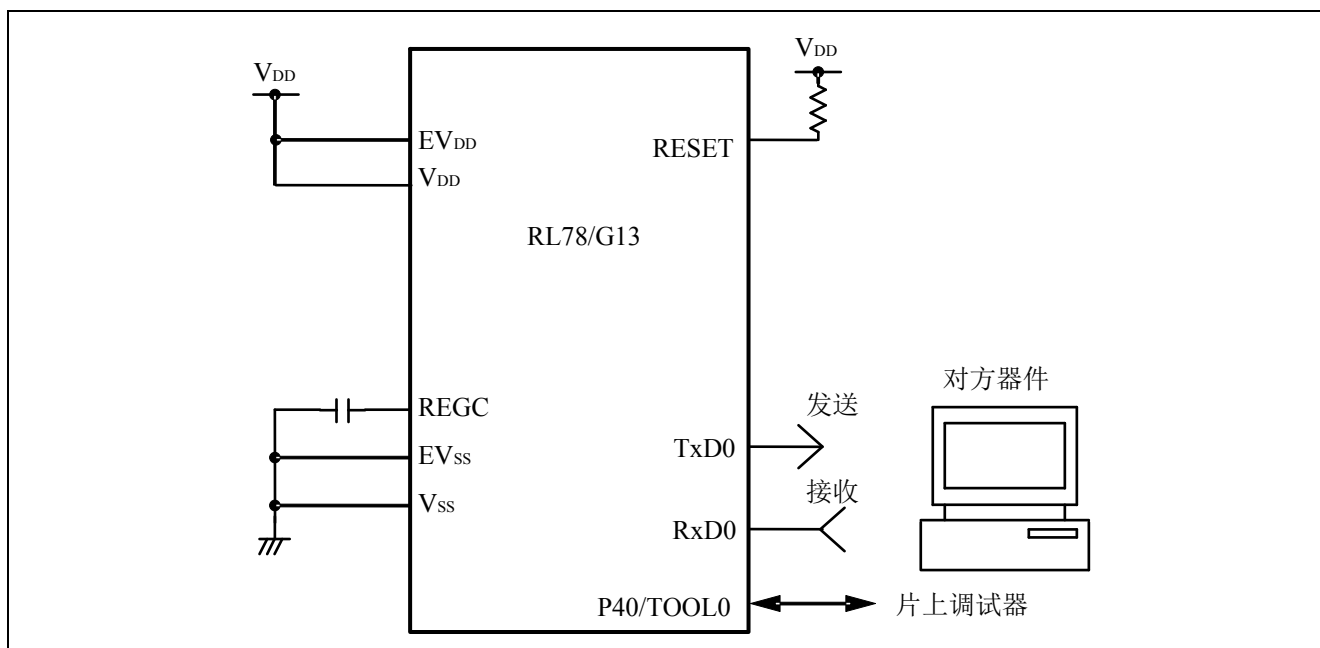 VDD
VDD
EVDD
RESET
VDD
RL78/G13
对方器件
REGC
发送
TxD0
EVSS
接收
VSS
RxD0
P40/TOOL0
片上调试器